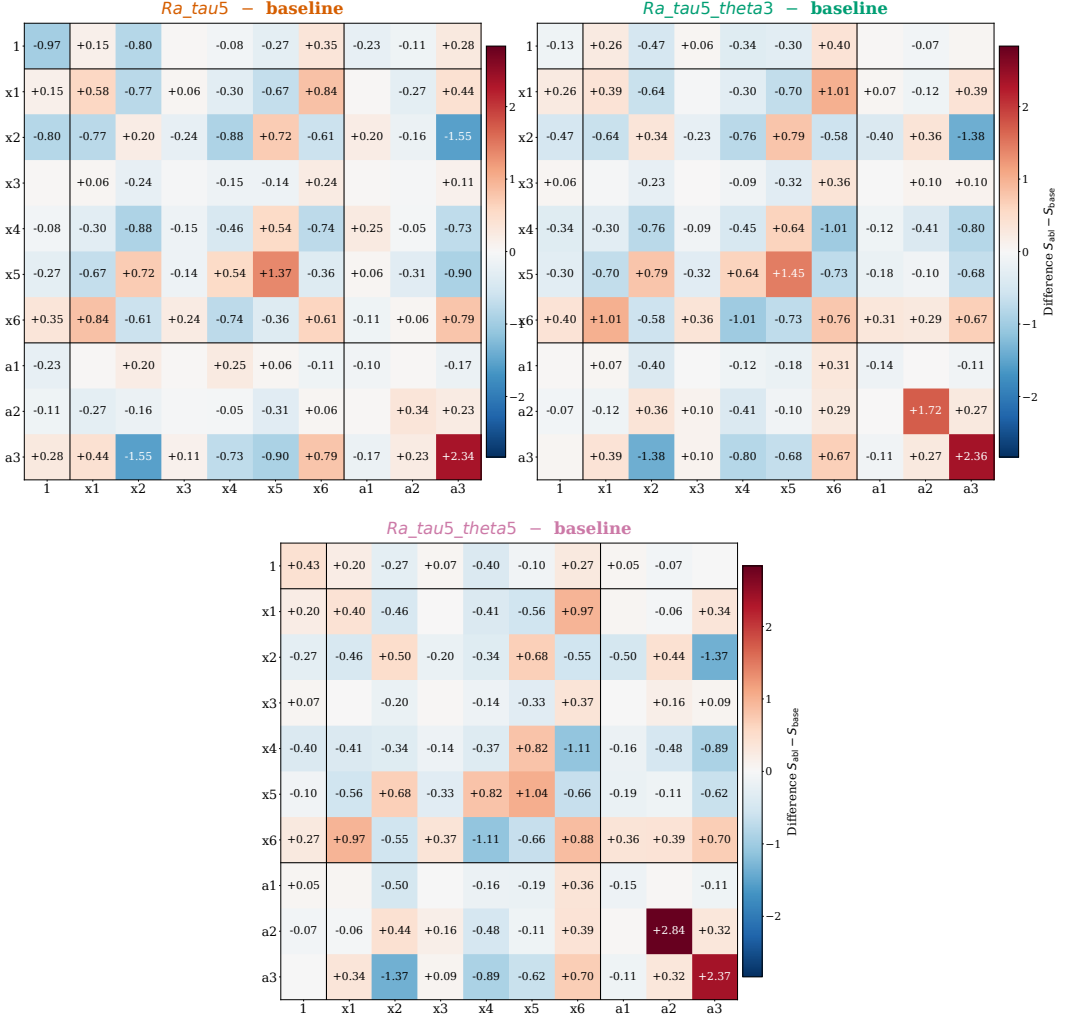 Ra_tau5 − baseline
1 -0.97 +0.15 -0.80 -0.08 -0.27 +0.35 -0.23 -0.11 +0.28
x1 +0.15 +0.58 -0.77 +0.06 -0.30 -0.67 +0.84 -0.27 +0.44
x2 -0.80 -0.77 +0.20 -0.24 -0.88 +0.72 -0.61 +0.20 -0.16 -1.55
x3 +0.06 -0.24 -0.15 -0.14 +0.24 +0.11
x4 -0.08 -0.30 -0.88 -0.15 -0.46 +0.54 -0.74 +0.25 -0.05 -0.73
x5 -0.27 -0.67 +0.72 -0.14 +0.54 +1.37 -0.36 +0.06 -0.31 -0.90
x6 +0.35 +0.84 -0.61 +0.24 -0.74 -0.36 +0.61 -0.11 +0.06 +0.79
a1 -0.23 +0.20 +0.25 +0.06 -0.11 -0.10 -0.17
a2 -0.11 -0.27 -0.16 -0.05 -0.31 +0.06 +0.34 +0.23
a3 +0.28 +0.44 -1.55 +0.11 -0.73 -0.90 +0.79 -0.17 +0.23 +2.34
1 x1 x2 x3 x4 x5 x6 a1 a2 a3
2
1
0
−1
−2
Ra_tau5_theta3 − baseline
1 -0.13 +0.26 -0.47 +0.06 -0.34 -0.30 +0.40 -0.07
x1 +0.26 +0.39 -0.64 -0.30 -0.70 +1.01 +0.07 -0.12 +0.39
x2 -0.47 -0.64 +0.34 -0.23 -0.76 +0.79 -0.58 -0.40 +0.36 -1.38
x3 +0.06 -0.23 -0.09 -0.32 +0.36 +0.10 +0.10
x4 -0.34 -0.30 -0.76 -0.09 -0.45 +0.64 -1.01 -0.12 -0.41 -0.80
x5 -0.30 -0.70 +0.79 -0.32 +0.64 +1.45 -0.73 -0.18 -0.10 -0.68
x6 +0.40 +1.01 -0.58 +0.36 -1.01 -0.73 +0.76 +0.31 +0.29 +0.67
a1 +0.07 -0.40 -0.12 -0.18 +0.31 -0.14 -0.11
a2 -0.07 -0.12 +0.36 +0.10 -0.41 -0.10 +0.29 +1.72 +0.27
a3 +0.39 -1.38 +0.10 -0.80 -0.68 +0.67 -0.11 +0.27 +2.36
1 x1 x2 x3 x4 x5 x6 a1 a2 a3
2
1
0
−1
−2
Difference S_abl − S_base
Ra_tau5_theta5 − baseline
1 +0.43 +0.20 -0.27 +0.07 -0.40 -0.10 +0.27 +0.05 -0.07
x1 +0.20 +0.40 -0.46 -0.41 -0.56 +0.97 -0.06 +0.34
x2 -0.27 -0.46 +0.50 -0.20 -0.34 +0.68 -0.55 -0.50 +0.44 -1.37
x3 +0.07 -0.20 -0.14 -0.33 +0.37 +0.16 +0.09
x4 -0.40 -0.41 -0.34 -0.14 -0.37 +0.82 -1.11 -0.16 -0.48 -0.89
x5 -0.10 -0.56 +0.68 -0.33 +0.82 +1.04 -0.66 -0.19 -0.11 -0.62
x6 +0.27 +0.97 -0.55 +0.37 -1.11 -0.66 +0.88 +0.36 +0.39 +0.70
a1 +0.05 -0.50 -0.16 -0.19 +0.36 -0.15 -0.11
a2 -0.07 -0.06 +0.44 +0.16 -0.48 -0.11 +0.39 +2.84 +0.32
a3 +0.34 -1.37 +0.09 -0.89 -0.62 +0.70 -0.11 +0.32 +2.37
1 x1 x2 x3 x4 x5 x6 a1 a2 a3
2
1
0
−1
−2
Difference S_abl − S_base